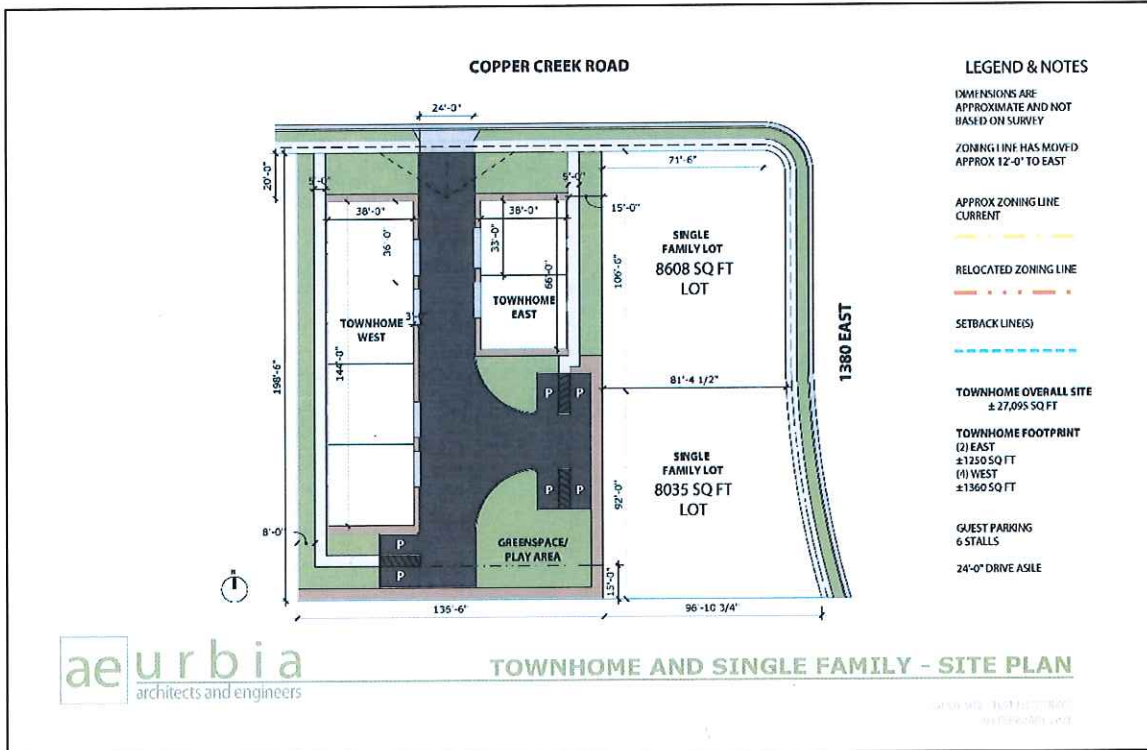 COPPER CREEK ROAD
24'-0"
20'-0"
5'-0"
38'-0"
36'-0"
38'-0"
33'-0"
66'-0"
5'-0"
15'-0"
71'-6"
106'-6"
SINGLE
FAMILY LOT
8608 SQ FT
LOT
TOWNHOME
WEST
3'
TOWNHOME
EAST
144'-0"
198'-6"
81'-4 1/2"
1380 EAST
P P
P P
SINGLE
FAMILY LOT
8035 SQ FT
LOT
92'-0"
8'-0"
P
P
GREENSPACE/
PLAY AREA
15'-0"
N
96'-10 3/4"
LEGEND & NOTES
DIMENSIONS ARE
APPROXIMATE AND NOT
BASED ON SURVEY
ZONING LINE HAS MOVED
APPROX 12'-0" TO EAST
APPROX ZONING LINE
CURRENT
RELOCATED ZONING LINE
SETBACK LINE(S)
TOWNHOME OVERALL SITE
± 27,095 SQ FT
TOWNHOME FOOTPRINT
(2) EAST
±1250 SQ FT
(4) WEST
±1360 SQ FT
GUEST PARKING
6 STALLS
24'-0" DRIVE ASILE
ae urbia
architects and engineers
TOWNHOME AND SINGLE FAMILY - SITE PLAN